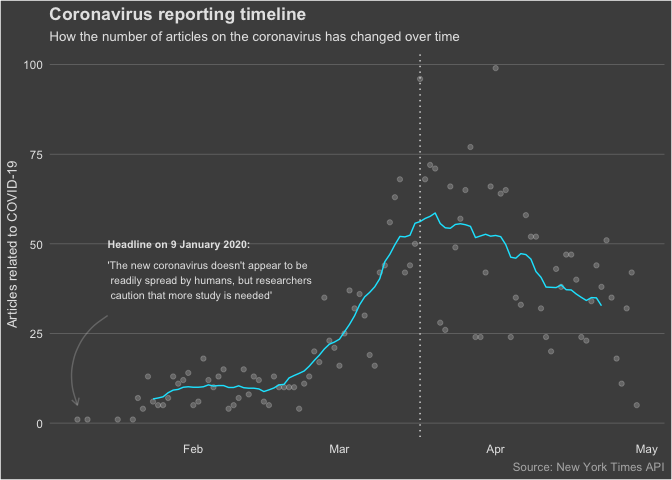 Coronavirus reporting timeline
How the number of articles on the coronavirus has changed over time
Articles related to COVID-19
100
75
50
25
0
Headline on 9 January 2020:
'The new coronavirus doesn't appear to be
readily spread by humans, but researchers
caution that more study is needed'
Feb
Mar
Apr
May
Source: New York Times API